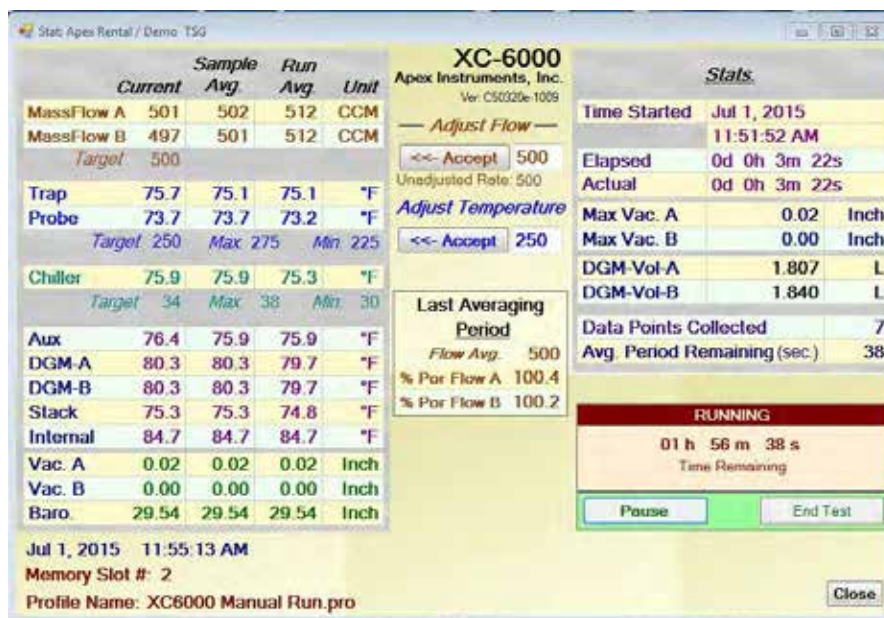 Stat: Apex Rental / Demo TSG
Current Sample Avg. Run Avg. Unit
MassFlow A 501 502 512 CCM
MassFlow B 497 501 512 CCM
Target 500
Trap 75.7 75.1 75.1 °F
Probe 73.7 73.7 73.2 °F
Target 250 Max 275 Min 225
Chiller 75.9 75.9 75.3 °F
Target 34 Max 38 Min 30
Aux 76.4 75.9 75.9 °F
DGM-A 80.3 80.3 79.7 °F
DGM-B 80.3 80.3 79.7 °F
Stack 75.3 75.3 74.8 °F
Internal 84.7 84.7 84.7 °F
Vac. A 0.02 0.02 0.02 Inch
Vac. B 0.00 0.00 0.00 Inch
Baro. 29.54 29.54 29.54 Inch
Jul 1, 2015 11:55:13 AM
Memory Slot #: 2
Profile Name: XC6000 Manual Run.pro
XC-6000
Apex Instruments, Inc.
Ver: C50320e-1009
Adjust Flow
<<- Accept 500
Unadjusted Rate: 500
Adjust Temperature
<<- Accept 250
Last Averaging
Period
Flow Avg. 500
% Por Flow A 100.4
% Por Flow B 100.2
Stats
Time Started Jul 1, 2015
11:51:52 AM
Elapsed 0d 0h 3m 22s
Actual 0d 0h 3m 22s
Max Vac. A 0.02 Inch
Max Vac. B 0.00 Inch
DGM-Vol-A 1.807 L
DGM-Vol-B 1.840 L
Data Points Collected 7
Avg. Period Remaining (sec.) 38
RUNNING
01 h 56 m 38 s
Time Remaining
Pause End Test
Close